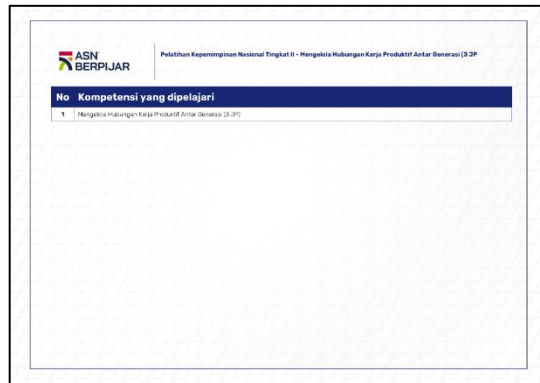 ASN
BERPIJAR
Pelatihan Kepemimpinan Nasional Tingkat II - Mengelola Hubungan Kerja Produktif Antar Generasi (3 JP
No Kompetensi yang dipelajari
1 Mengelola Hubungan Kerja Produktif Antar Generasi (3 JP)